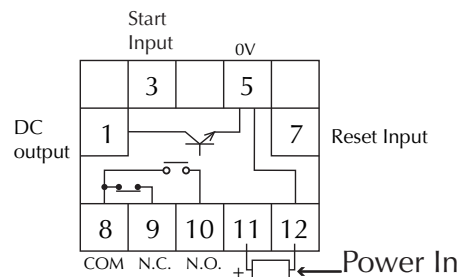 Start
Input
0V
3 5
DC
output
1 7
Reset Input
8 9 10 11 12
COM N.C. N.O. + Power In